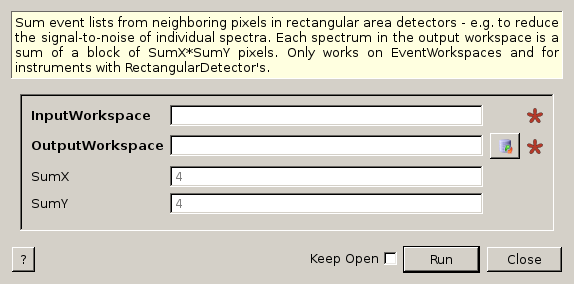 Sum event lists from neighboring pixels in rectangular area detectors - e.g. to reduce
the signal-to-noise of individual spectra. Each spectrum in the output workspace is a
sum of a block of SumX*SumY pixels. Only works on EventWorkspaces and for
instruments with RectangularDetector's.
InputWorkspace
OutputWorkspace
SumX 4
SumY 4
? Keep Open Run Close